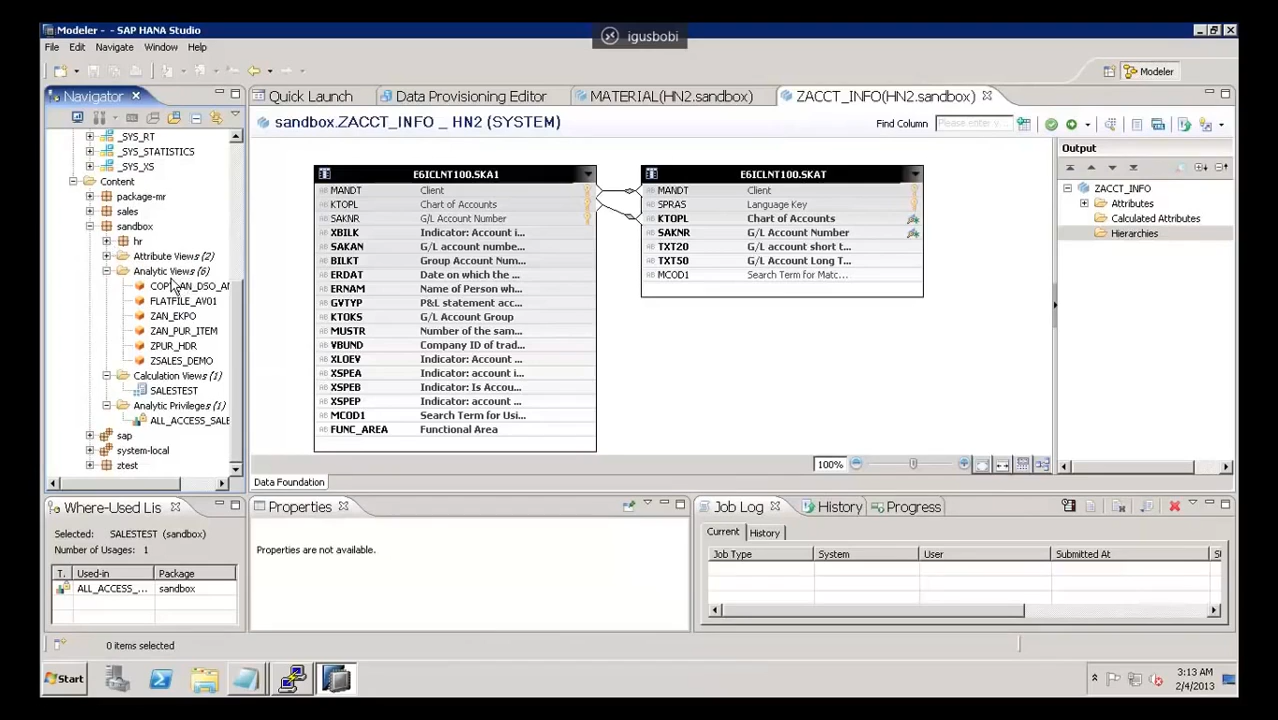 Modeler - - SAP HANA Studio
igusbobi
File Edit Navigate Window Help
Modeler
Navigator
Quick Launch
Data Provisioning Editor
MATERIAL(HN2.sandbox)
ZACCT_INFO(HN2.sandbox)
sandbox.ZACCT_INFO _ HN2 (SYSTEM)
Find Column
_SYS_RT
_SYS_STATISTICS
_SYS_XS
Content
package-mr
sales
sandbox
hr
Attribute Views (2)
Analytic Views (6)
FLATFILE_AV01
ZAN_EKPO
ZAN_PUR_ITEM
ZPUR_HDR
ZSALES_DEMO
Calculation Views (1)
SALESTEST
Analytic Privileges (1)
ALL_ACCESS_SALE
sap
system-local
ztest
E6ICLNT100.SKA1
MANDT Client
KTOPL Chart of Accounts
SAKNR G/L Account Number
XBILK Indicator: Account i...
SAKAN G/L account numbe...
BILKT Group Account Num...
ERDAT Date on which the ...
ERNAM Name of Person wh...
GVTYP P&L statement acc...
KTOKS G/L Account Group
MUSTR Number of the sam...
VBUND Company ID of trad...
XLOEV Indicator: Account ...
XSPEA Indicator: account i...
XSPEB Indicator: Is Accou...
XSPEP Indicator: account ...
MCOD1 Search Term for Usi...
FUNC_AREA Functional Area
E6ICLNT100.SKAT
MANDT Client
SPRAS Language Key
KTOPL Chart of Accounts
SAKNR G/L Account Number
TXT20 G/L account short t...
TXT50 G/L Account Long T...
MCOD1 Search Term for Matc...
100%
Data Foundation
Output
ZACCT_INFO
Attributes
Calculated Attributes
Hierarchies
Where-Used Lis
Selected: SALESTEST (sandbox)
Number of Usages: 1
T. Used-in Package
ALL_ACCESS_... sandbox
Properties
Properties are not available.
Job Log
History
Progress
Current History
Job Type System User Submitted At
0 items selected
Start
3:13 AM
2/4/2013